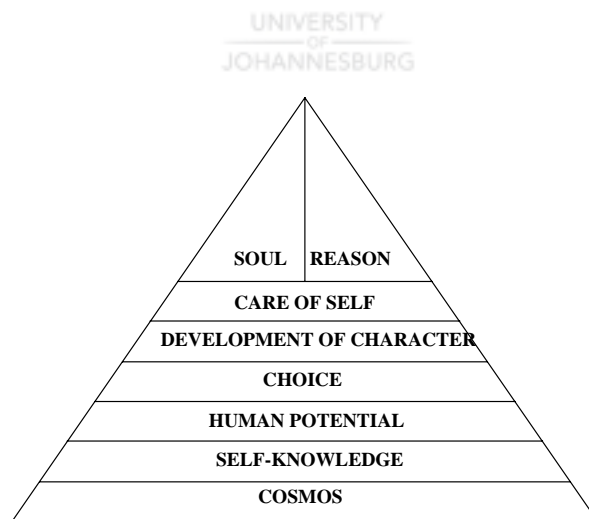 UNIVERSITY
OF
JOHANNESBURG
SOUL REASON
CARE OF SELF
DEVELOPMENT OF CHARACTER
CHOICE
HUMAN POTENTIAL
SELF-KNOWLEDGE
COSMOS